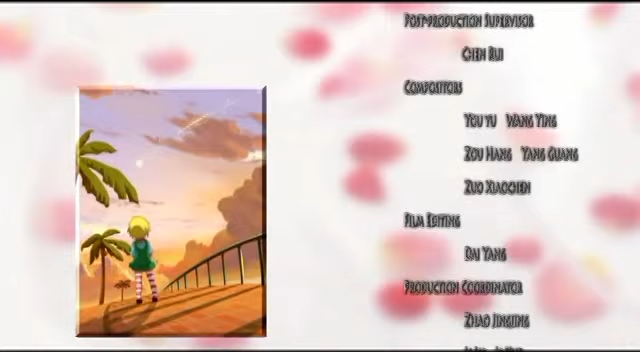 Post-production Supervisor
Chen Rui
Compositors
You Yu Wang Ying
Zou Hang Yang Guang
Zuo Xiaochen
Film Editing
Dai Yang
Production Coordinator
Zhao Jingjing